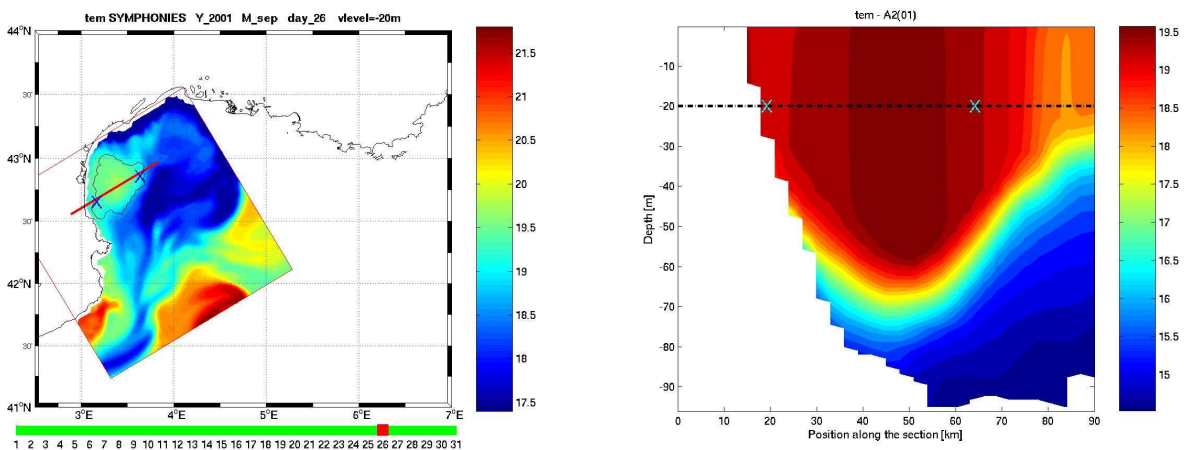 tem SYMPHONIES Y_2001 M_sep day_26 vlevel=-20m
44°N
30'
43°N
30'
42°N
30'
41°N
3°E 4°E 5°E 6°E 7°E
21.5
21
20.5
20
19.5
19
18.5
18
17.5
1 2 3 4 5 6 7 8 9 10 11 12 13 14 15 16 17 18 19 20 21 22 23 24 25 26 27 28 29 30 31
tem - A2(01)
Depth [m]
-10
-20
-30
-40
-50
-60
-70
-80
-90
0 10 20 30 40 50 60 70 80 90
Position along the section [km]
19.5
19
18.5
18
17.5
17
16.5
16
15.5
15